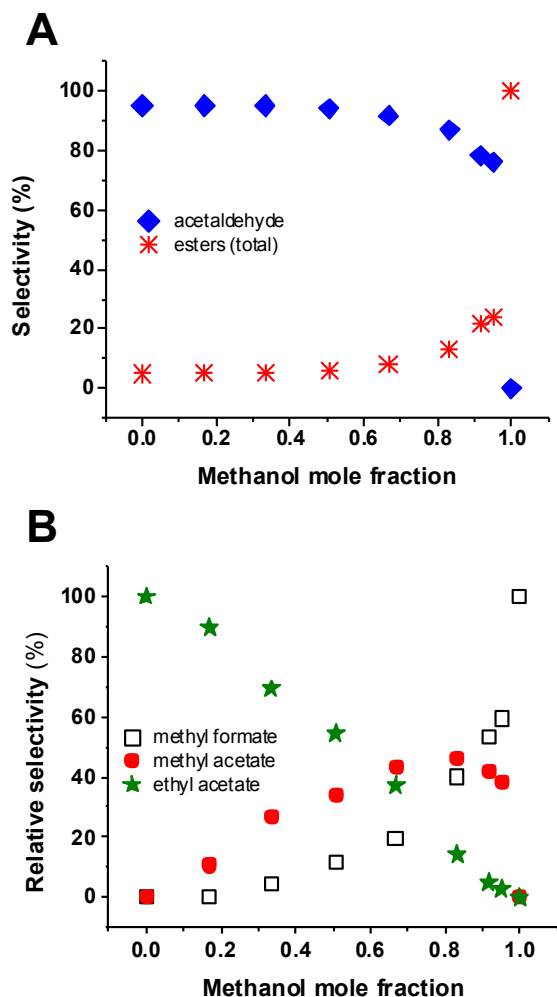 A
100
80
60
40
20
0
Selectivity (%)
acetaldehyde
esters (total)
0.0 0.2 0.4 0.6 0.8 1.0
Methanol mole fraction
B
100
80
60
40
20
0
Relative selectivity (%)
methyl formate
methyl acetate
ethyl acetate
0.0 0.2 0.4 0.6 0.8 1.0
Methanol mole fraction